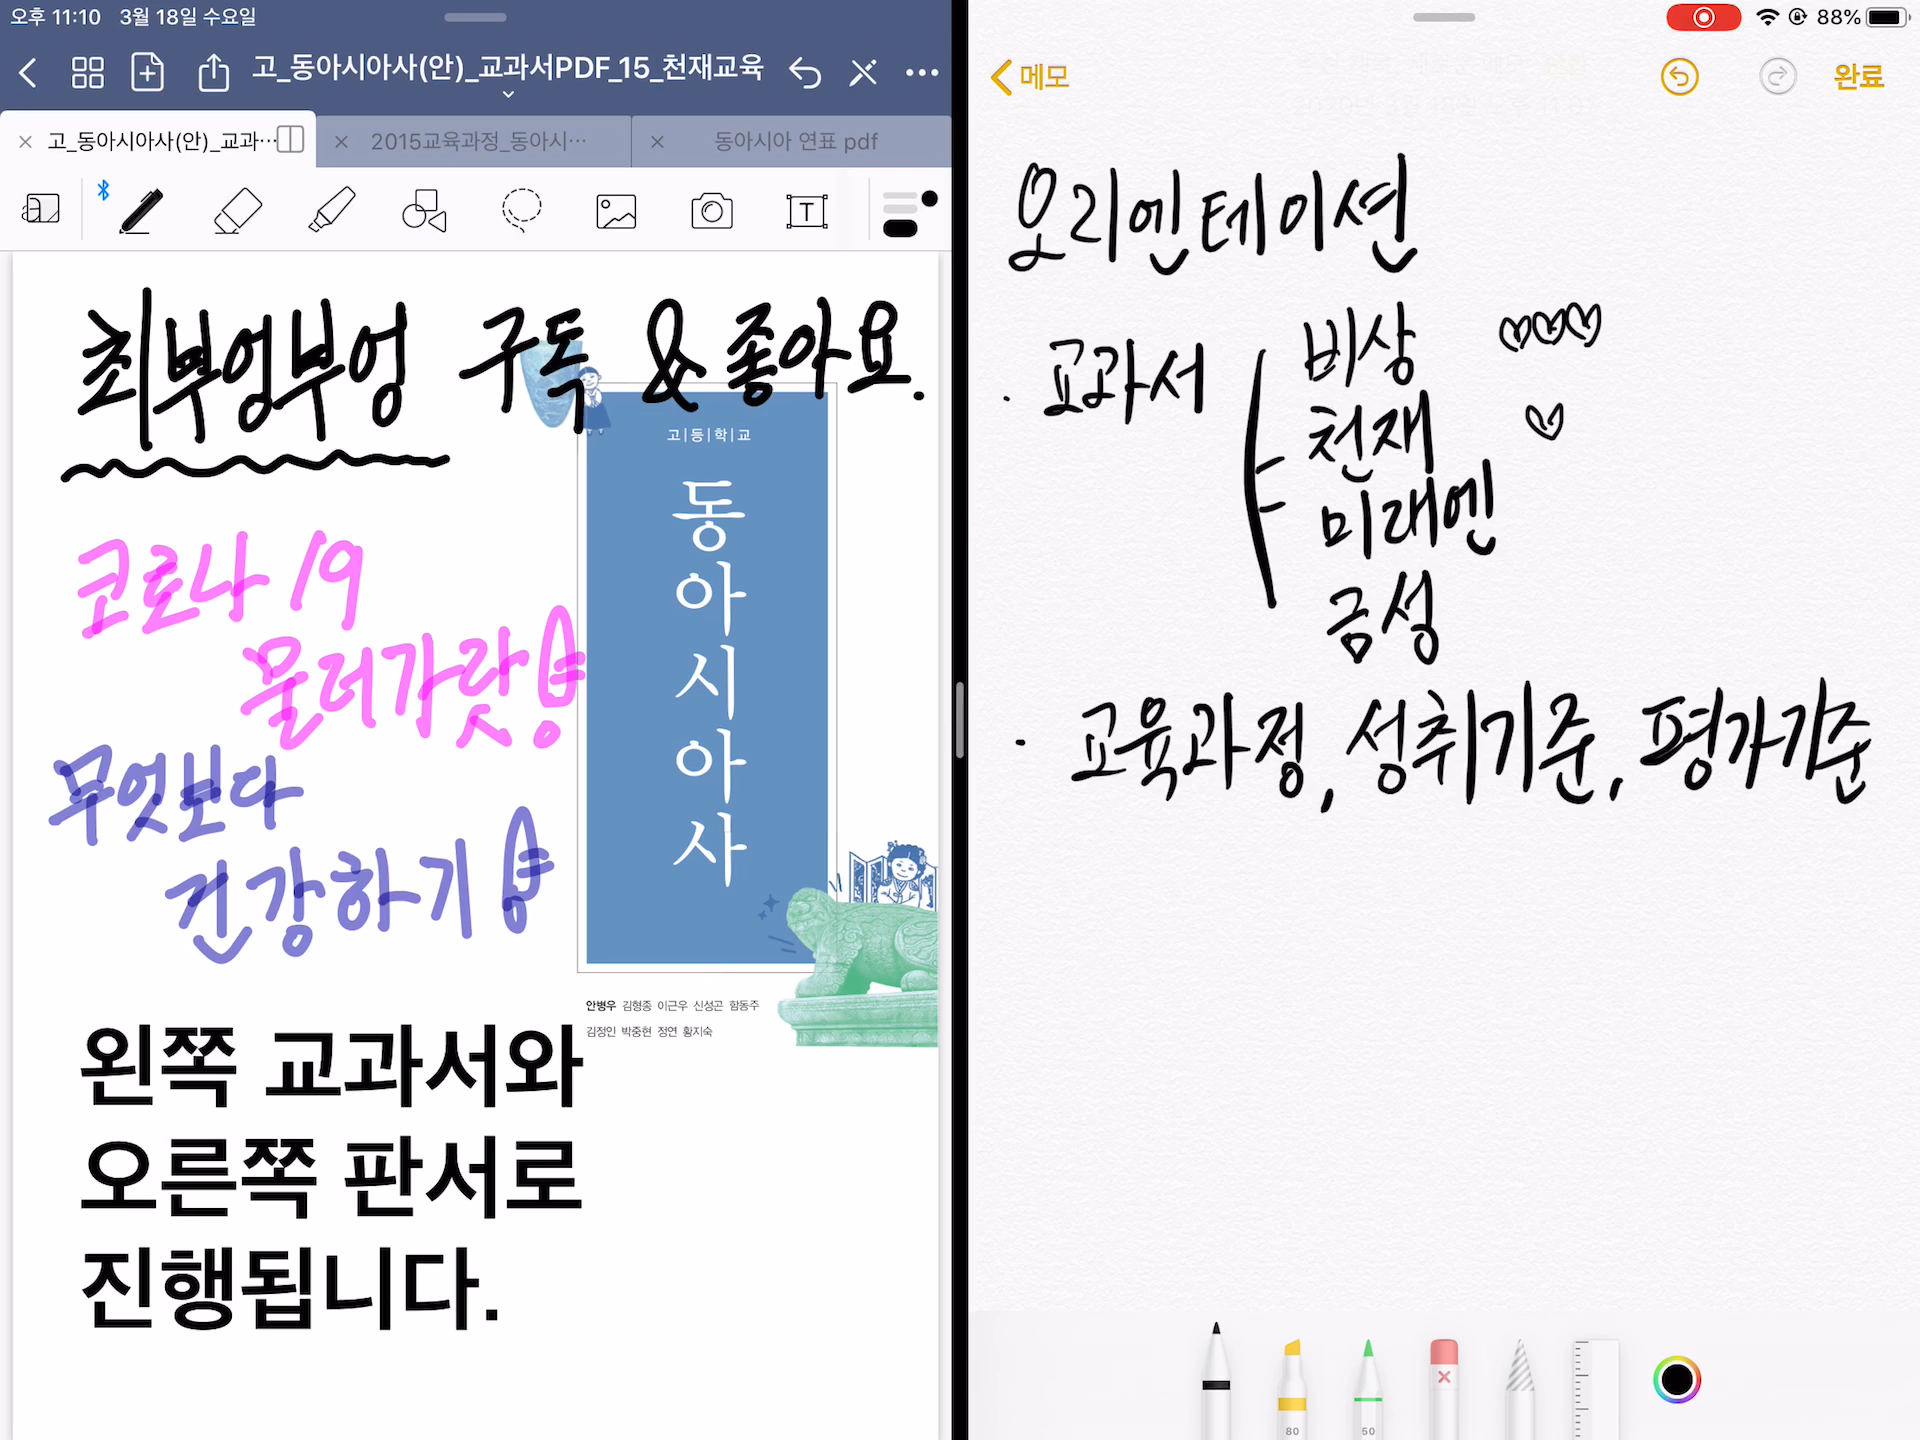 오후 11:10 3월 18일 수요일
88%
고_동아시아사(안)_교과서PDF_15_천재교육
고_동아시아사(안)_교과…
2015교육과정_동아시…
동아시아 연표 pdf
최부엉부엉 구독 & 좋아요.
고|등|학|교
동아시아사
코로나 19
물러가랏!
무엇보다
건강하기!
안병우 김형종 이근우 신성곤 함동주
김정인 박중현 정연 황지숙
왼쪽 교과서와
오른쪽 판서로
진행됩니다.
메모
완료
오리엔테이션
· 교과서
비상
천재
미래엔
금성
· 교육과정, 성취기준, 평가기준
80
50